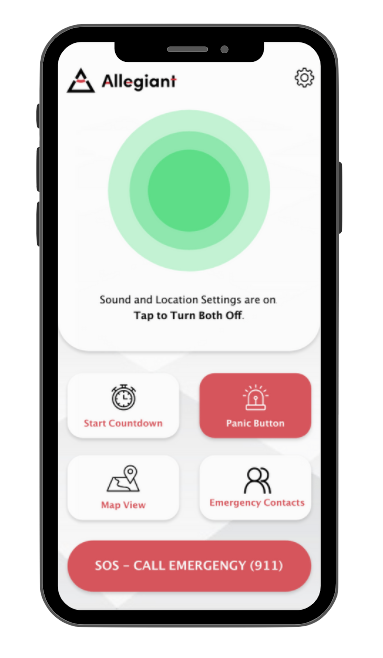 Allegiant
Sound and Location Settings are on
Tap to Turn Both Off.
Start Countdown
Panic Button
Map View
Emergency Contacts
SOS – CALL EMERGENGY (911)